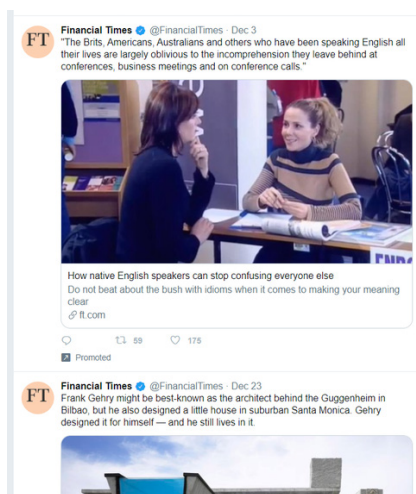 FT
Financial Times @FinancialTimes · Dec 3
"The Brits, Americans, Australians and others who have been speaking English all
their lives are largely oblivious to the incomprehension they leave behind at
conferences, business meetings and on conference calls."
How native English speakers can stop confusing everyone else
Do not beat about the bush with idioms when it comes to making your meaning
clear
ft.com
59 175
Promoted
FT
Financial Times @FinancialTimes · Dec 23
Frank Gehry might be best-known as the architect behind the Guggenheim in
Bilbao, but he also designed a little house in suburban Santa Monica. Gehry
designed it for himself — and he still lives in it.